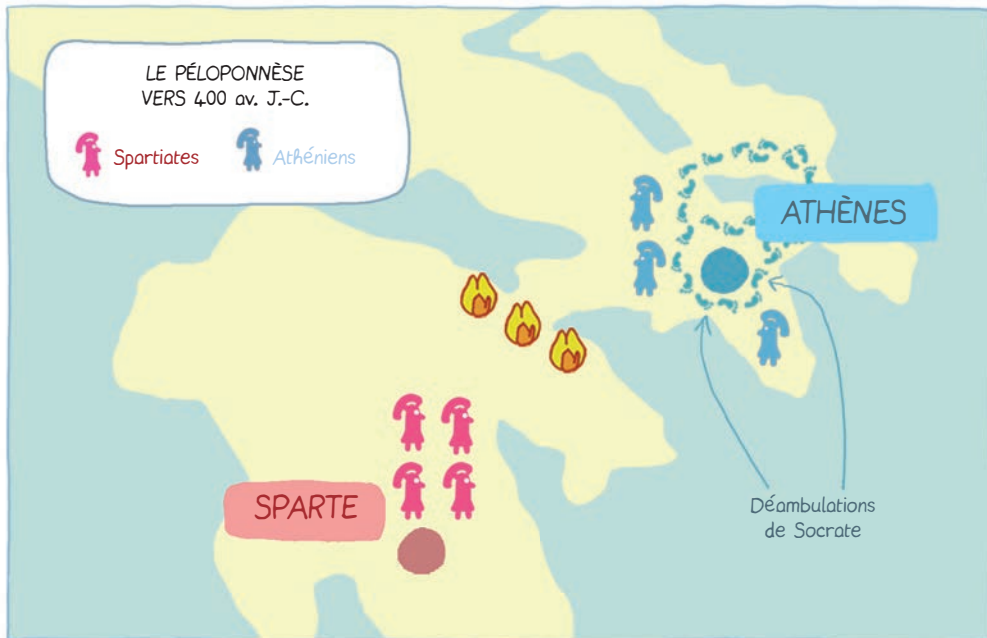 LE PÉLOPONNÈSE
VERS 400 av. J.-C.
Spartiates
Athéniens
ATHÈNES
SPARTE
Déambulations
de Socrate